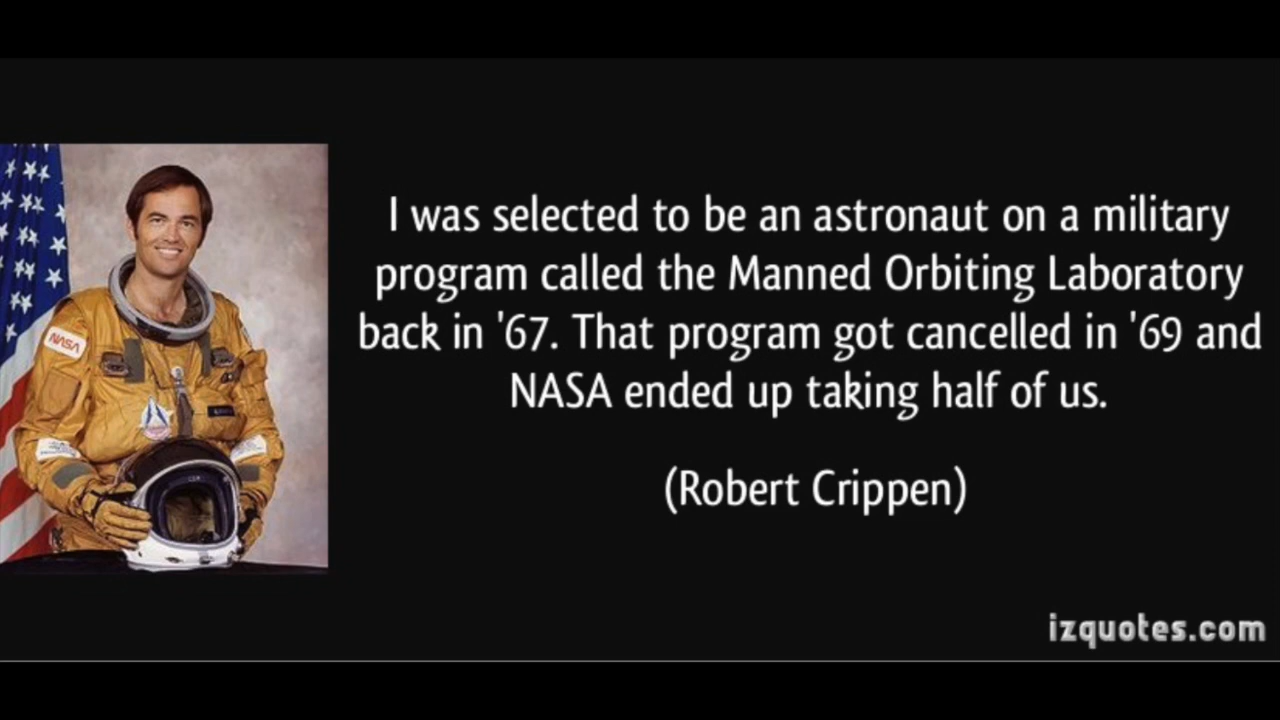 NASA
I was selected to be an astronaut on a military
program called the Manned Orbiting Laboratory
back in '67. That program got cancelled in '69 and
NASA ended up taking half of us.
(Robert Crippen)
izquotes.com